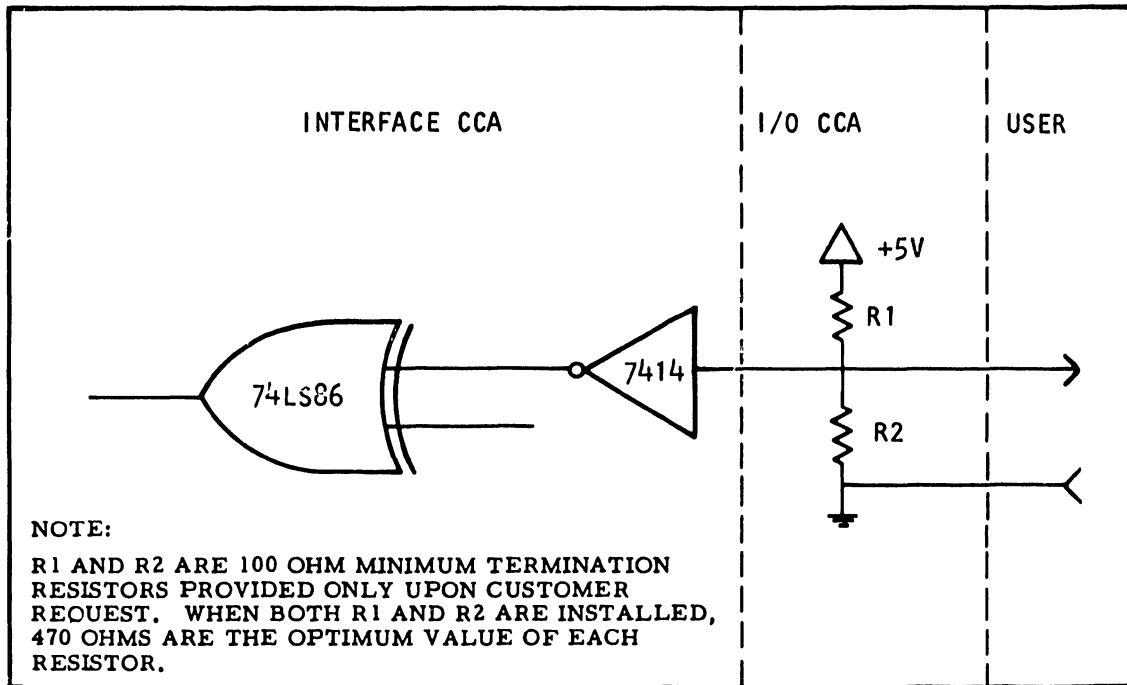 INTERFACE CCA
I/O CCA
USER
+5V
R1
7414
74LS86
R2
NOTE:
R1 AND R2 ARE 100 OHM MINIMUM TERMINATION
RESISTORS PROVIDED ONLY UPON CUSTOMER
REQUEST. WHEN BOTH R1 AND R2 ARE INSTALLED,
470 OHMS ARE THE OPTIMUM VALUE OF EACH
RESISTOR.